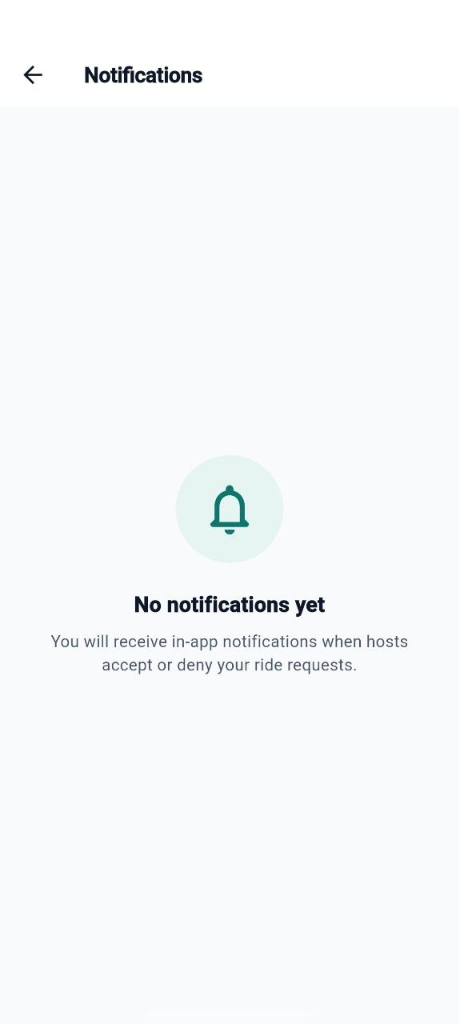 Notifications
No notifications yet
You will receive in-app notifications when hosts
accept or deny your ride requests.